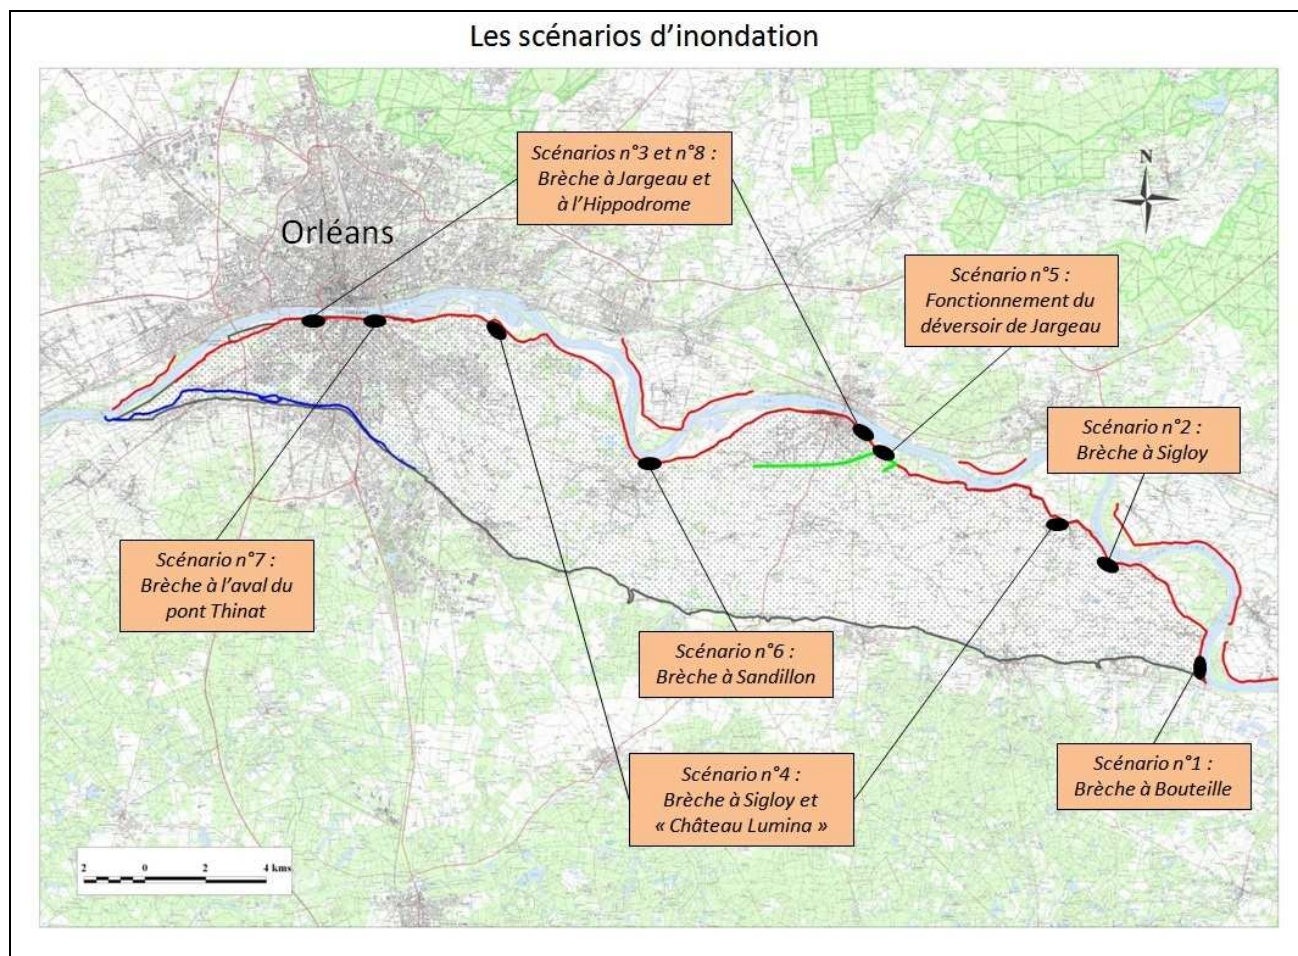 Les scénarios d’inondation
Scénarios n°3 et n°8 :
Brèche à Jargeau et
à l’Hippodrome
N
Orléans
Scénario n°5 :
Fonctionnement du
déversoir de Jargeau
Scénario n°2 :
Brèche à Sigloy
Scénario n°7 :
Brèche à l’aval du
pont Thinat
Scénario n°6 :
Brèche à Sandillon
Scénario n°4 :
Brèche à Sigloy et
« Château Lumina »
Scénario n°1 :
Brèche à Bouteille
2 0 2 4 kms